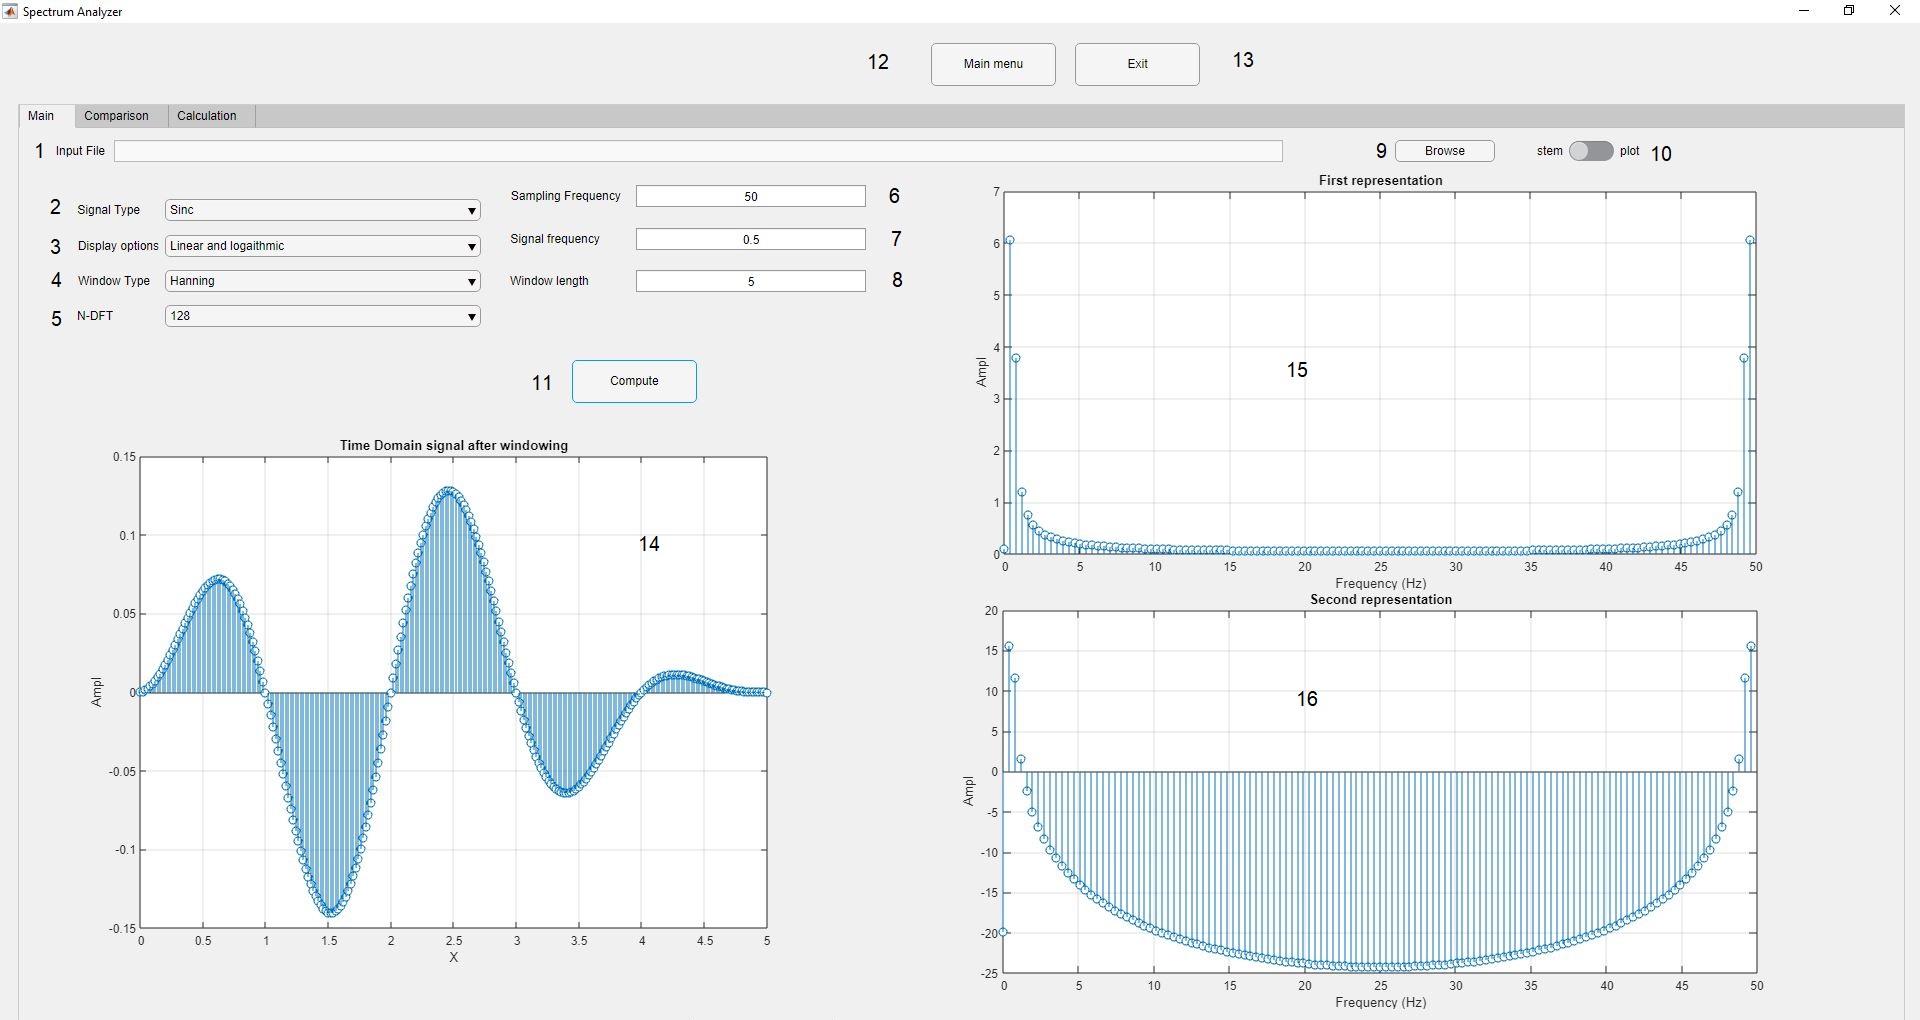 Spectrum Analyzer
12 Main menu Exit 13
Main Comparison Calculation
1 Input File 9 Browse stem plot 10
2 Signal Type Sinc
3 Display options Linear and logaithmic
4 Window Type Hanning
5 N-DFT 128
Sampling Frequency 50 6
Signal frequency 0.5 7
Window length 5 8
11 Compute
Time Domain signal after windowing
0.15
0.1
0.05
0
-0.05
-0.1
-0.15
Ampl
14
0 0.5 1 1.5 2 2.5 3 3.5 4 4.5 5
X
First representation
7
6
5
4
3
2
1
0
Ampl
15
0 5 10 15 20 25 30 35 40 45 50
Frequency (Hz)
Second representation
20
15
10
5
0
-5
-10
-15
-20
-25
Ampl
16
0 5 10 15 20 25 30 35 40 45 50
Frequency (Hz)